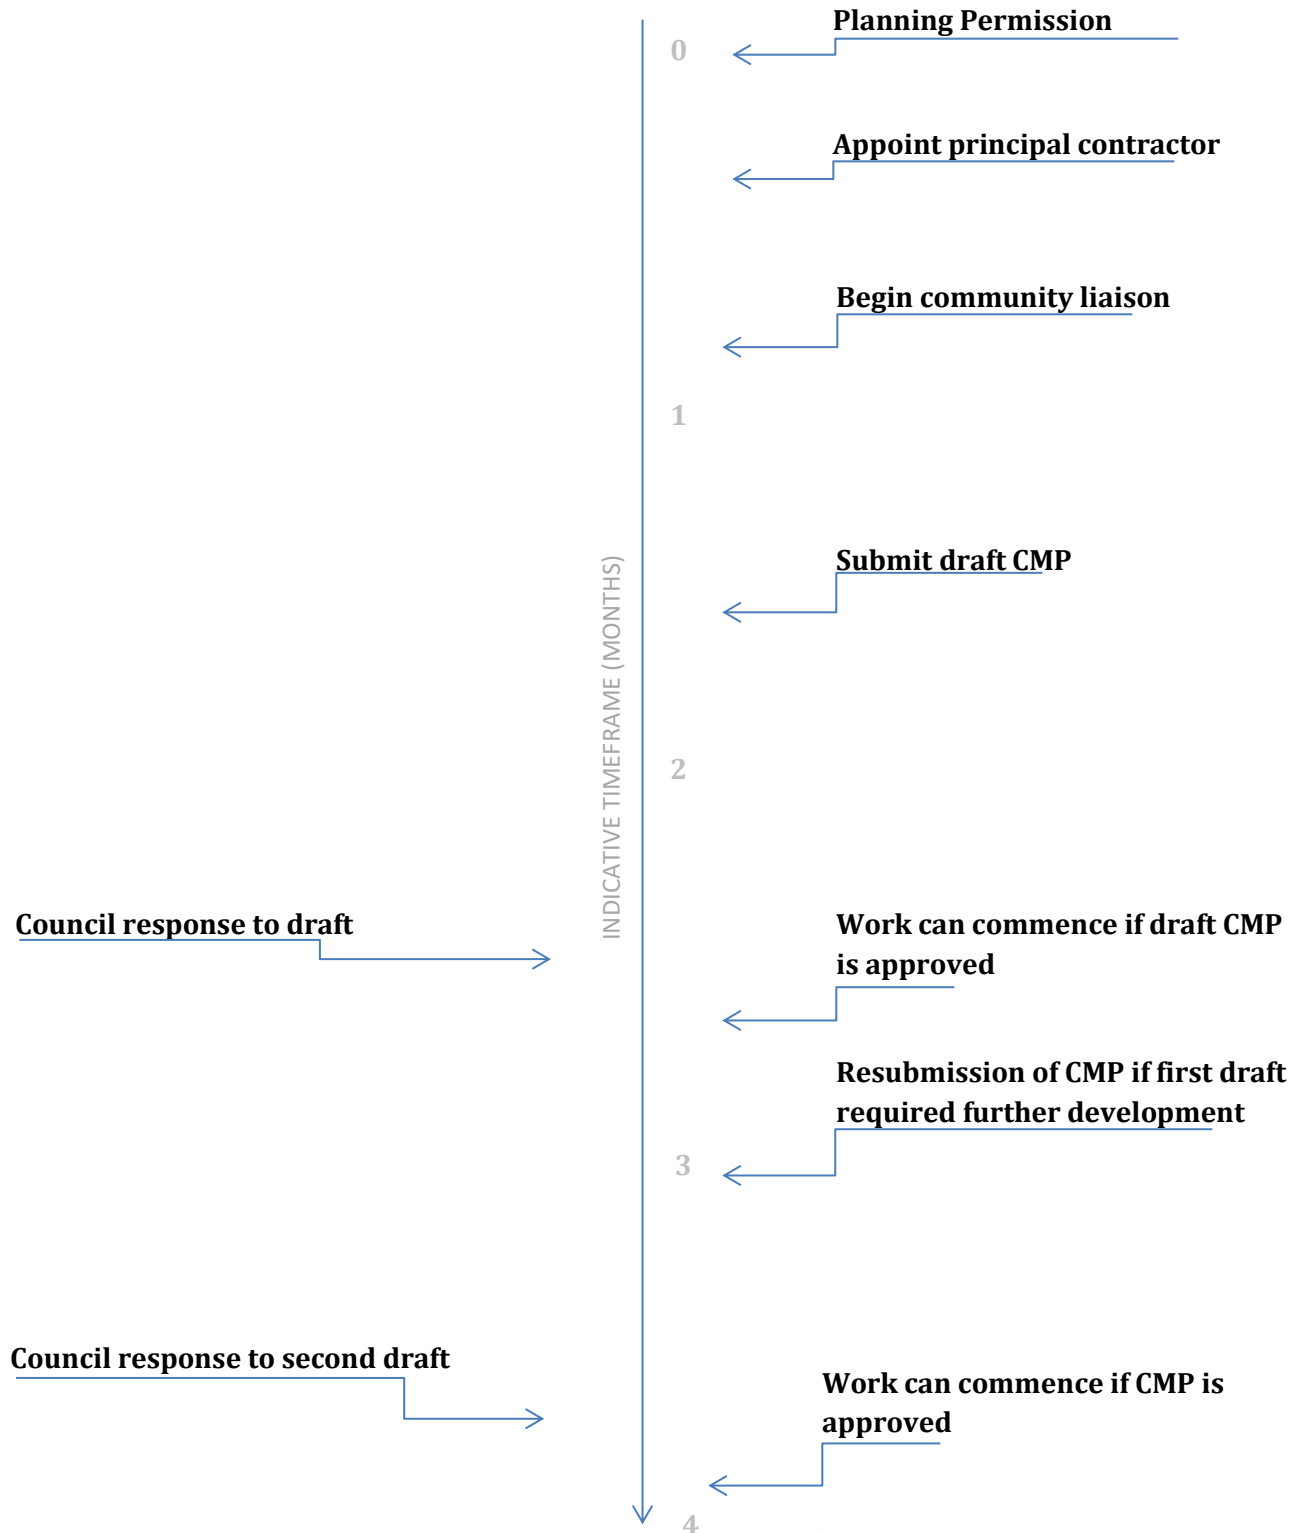 Planning Permission
0
Appoint principal contractor
Begin community liaison
1
Submit draft CMP
INDICATIVE TIMEFRAME (MONTHS)
2
Council response to draft
Work can commence if draft CMP
is approved
Resubmission of CMP if first draft
required further development
3
Council response to second draft
Work can commence if CMP is
approved
4